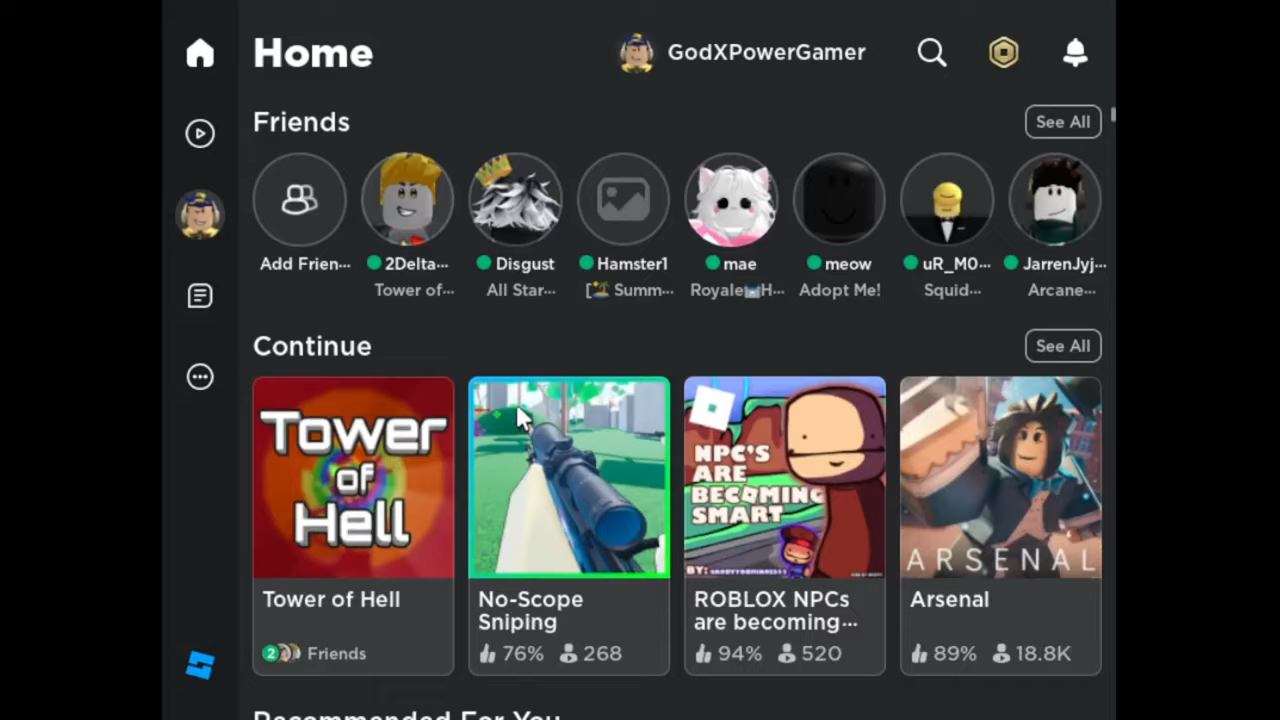 Home
GodXPowerGamer
Friends
See All
Add Frien...
2Delta...
Disgust
Hamster1
mae
meow
uR_M0...
JarrenJyj...
Tower of...
All Star...
[🏝️ Summ...
Royale👑H...
Adopt Me!
Squid...
Arcane...
Continue
See All
Tower
of
Hell
NPC'S
ARE
BECOMING
SMART
BY:
ARSENAL
Tower of Hell
No-Scope
Sniping
ROBLOX NPCs
are becoming...
Arsenal
2 Friends
76% 268
94% 520
89% 18.8K
Recommended For You